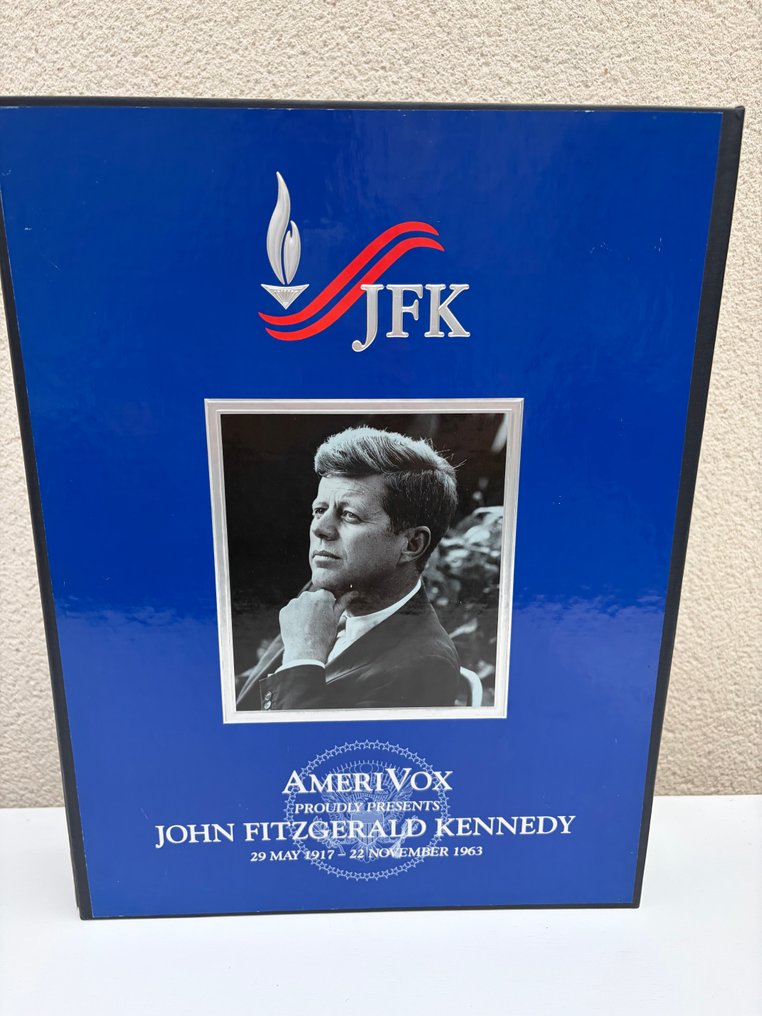 JFK
AMERIVOX
PROUDLY PRESENTS
JOHN FITZGERALD KENNEDY
29 MAY 1917 – 22 NOVEMBER 1963